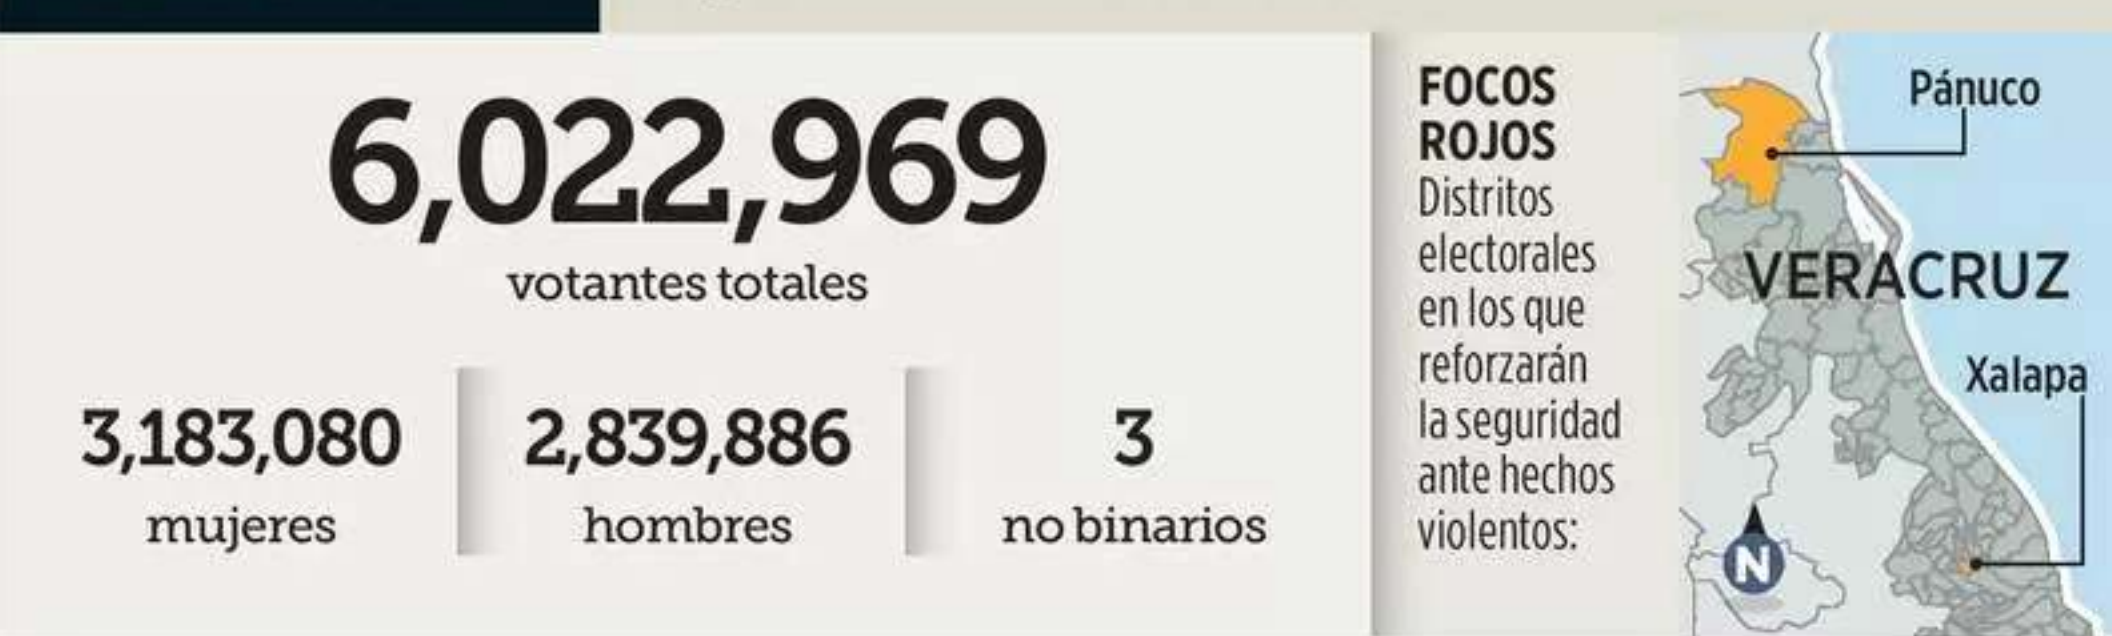 6,022,969
votantes totales
3,183,080
mujeres
2,839,886
hombres
3
no binarios
FOCOS
ROJOS
Distritos
electorales
en los que
reforzarán
la seguridad
ante hechos
violentos:
Pánuco
VERACRUZ
Xalapa
N